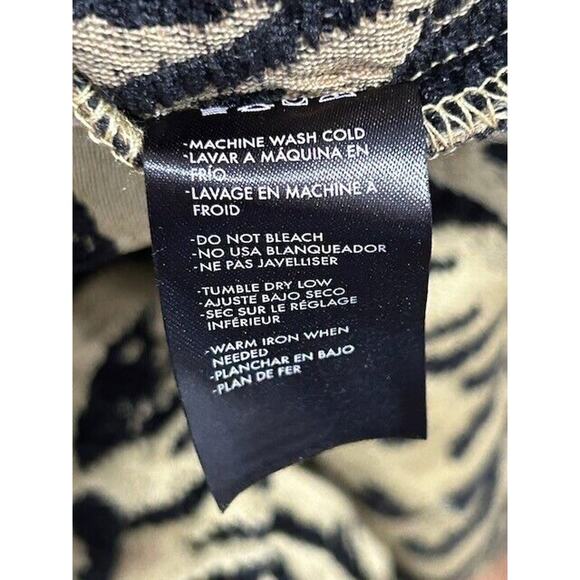 -MACHINE WASH COLD
-LAVAR A MÁQUINA EN
FRÍO
-LAVAGE EN MACHINE À
FROID
-DO NOT BLEACH
-NO USA BLANQUEADOR
-NE PAS JAVELLISER
-TUMBLE DRY LOW
-AJUSTE BAJO SECO
-SEC SUR LE RÉGLAGE
INFÉRIEUR
-WARM IRON WHEN
NEEDED
-PLANCHAR EN BAJO
-PLAN DE FER